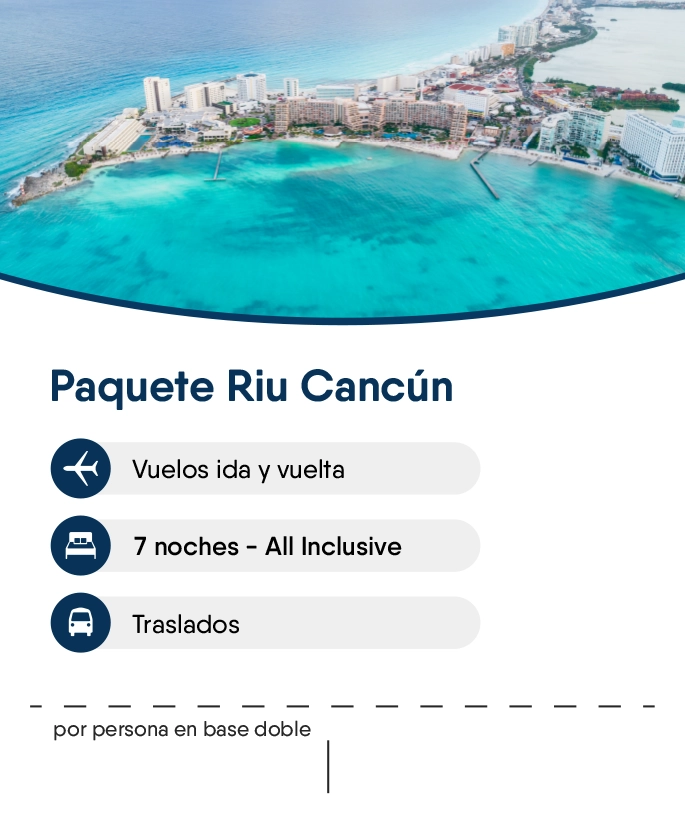 Paquete Riu Cancún
Vuelos ida y vuelta
7 noches - All Inclusive
Traslados
por persona en base doble